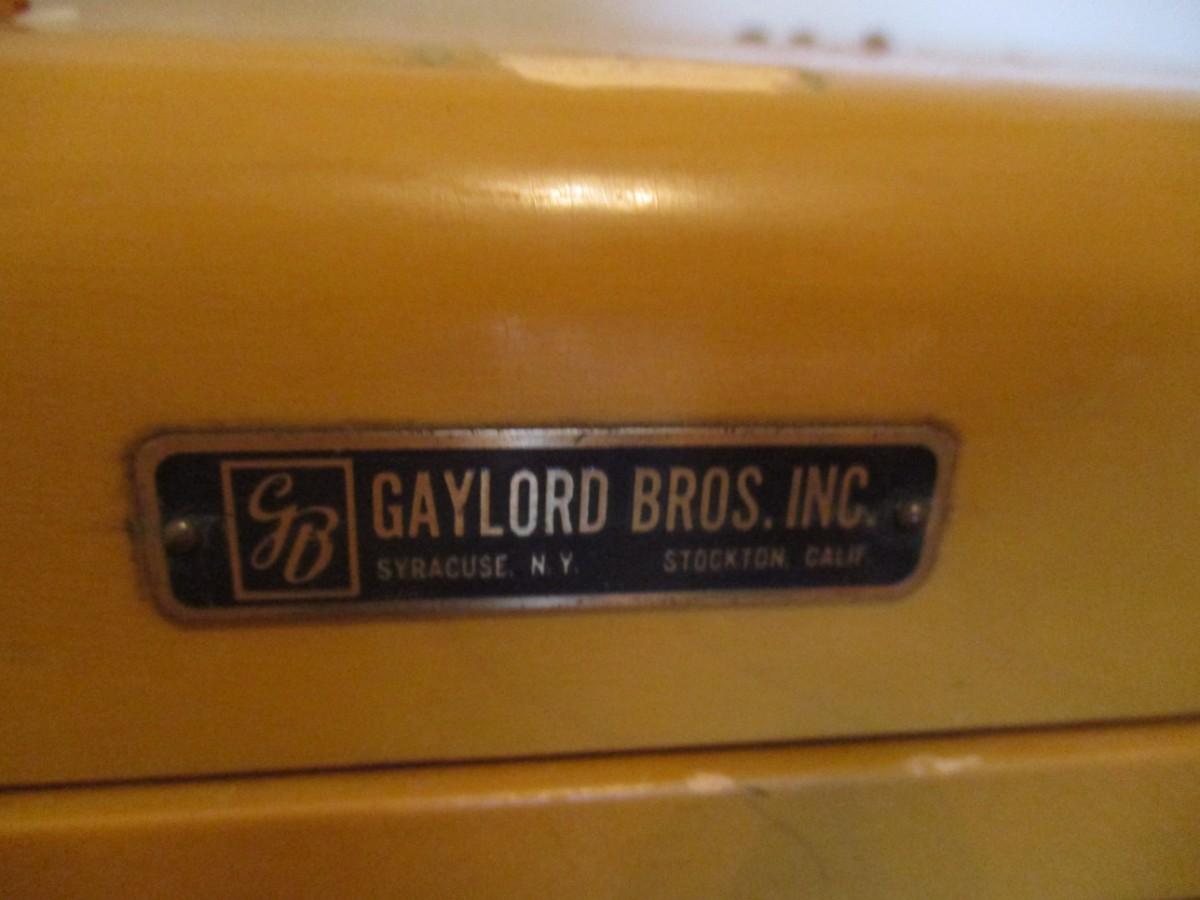 GB
GAYLORD BROS. INC.
SYRACUSE, N.Y. STOCKTON, CALIF.